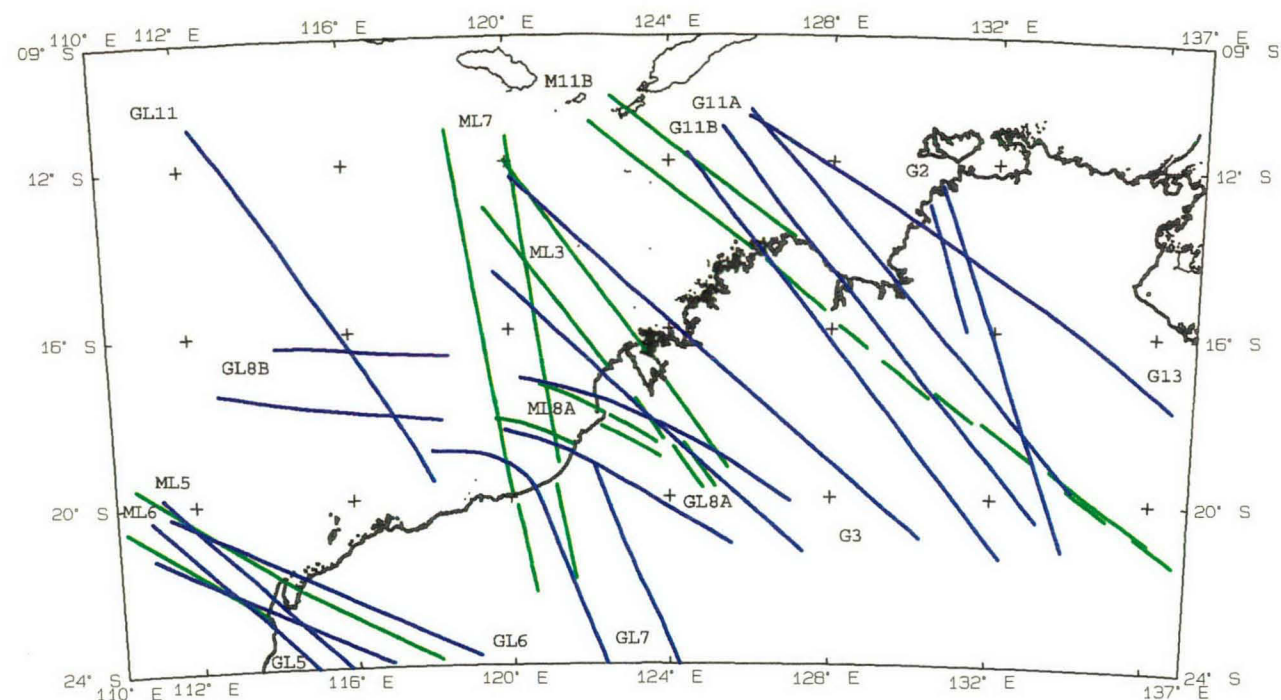 110° E
112° E
116° E
120° E
124° E
128° E
132° E
137° E
09° S
09° S
M11B
G11A
GL11
ML7
G11B
G2
12° S
12° S
ML3
16° S
16° S
GL8B
G13
ML8A
ML5
GL8A
ML6
20° S
G3
20° S
GL6
GL7
GL5
24° S
24° S
110° E
112° E
116° E
120° E
124° E
128° E
132° E
137° E